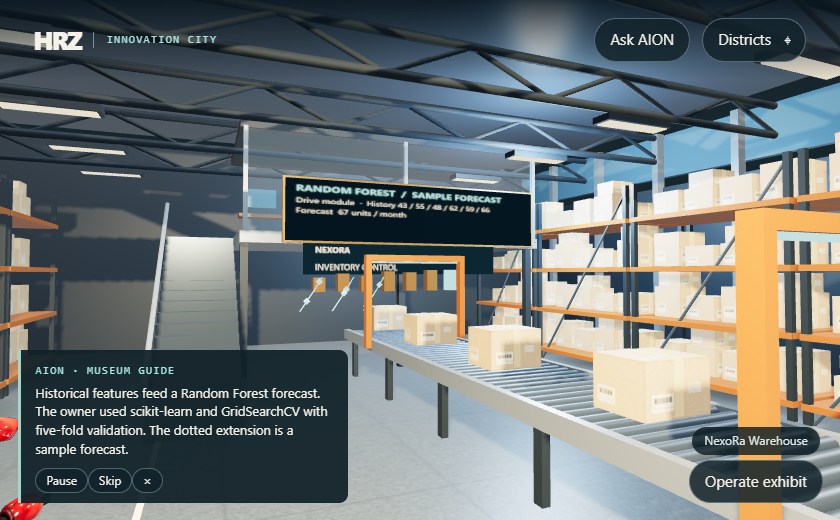 HRZ
INNOVATION CITY
Ask AION
Districts
RANDOM FOREST / SAMPLE FORECAST
Drive module - History 43 / 55 / 48 / 62 / 59 / 66
Forecast 67 units / month
NEXORA
INVENTORY CONTROL
AION • MUSEUM GUIDE
Historical features feed a Random Forest forecast.
The owner used scikit-learn and GridSearchCV with
five-fold validation. The dotted extension is a
sample forecast.
Pause
Skip
×
NexoRa Warehouse
Operate exhibit